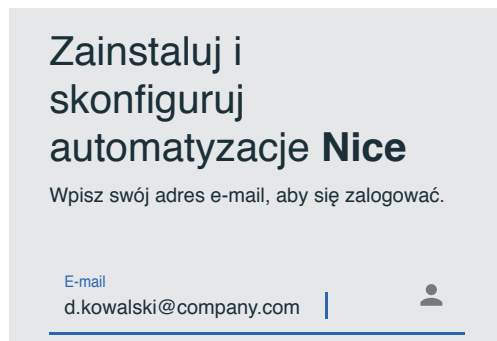 Zainstaluj i
skonfiguruj
automatyzacje Nice
Wpisz swój adres e-mail, aby się zalogować.
E-mail
d.kowalski@company.com